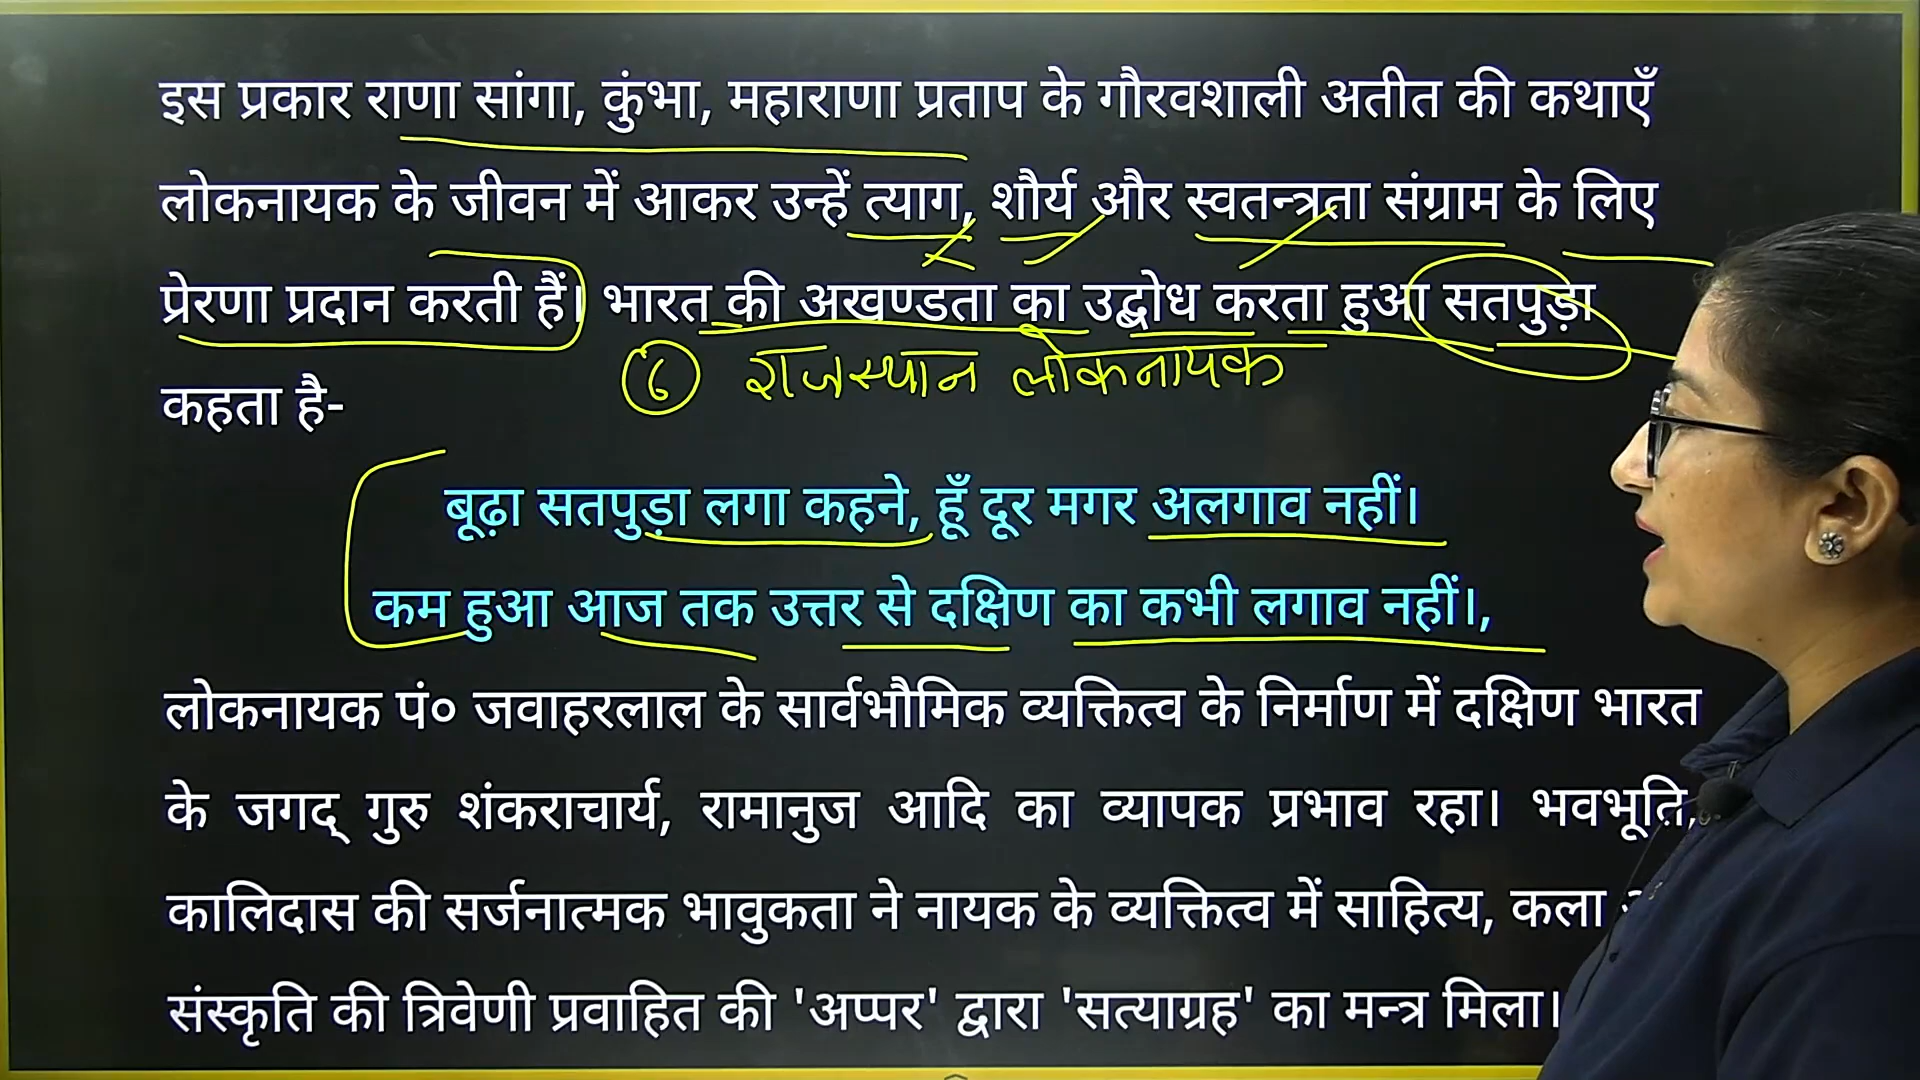 इस प्रकार राणा सांगा, कुंभा, महाराणा प्रताप के गौरवशाली अतीत की कथाएँ
लोकनायक के जीवन में आकर उन्हें त्याग, शौर्य और स्वतन्त्रता संग्राम के लिए
प्रेरणा प्रदान करती हैं। भारत की अखण्डता का उद्बोध करता हुआ सतपुड़ा
६ राजस्थान लोकनायक
कहता है-
बूढ़ा सतपुड़ा लगा कहने, हूँ दूर मगर अलगाव नहीं।
कम हुआ आज तक उत्तर से दक्षिण का कभी लगाव नहीं।,
लोकनायक पं० जवाहरलाल के सार्वभौमिक व्यक्तित्व के निर्माण में दक्षिण भारत
के जगद् गुरु शंकराचार्य, रामानुज आदि का व्यापक प्रभाव रहा। भवभूति,
कालिदास की सर्जनात्मक भावुकता ने नायक के व्यक्तित्व में साहित्य, कला
संस्कृति की त्रिवेणी प्रवाहित की 'अप्पर' द्वारा 'सत्याग्रह' का मन्त्र मिला।